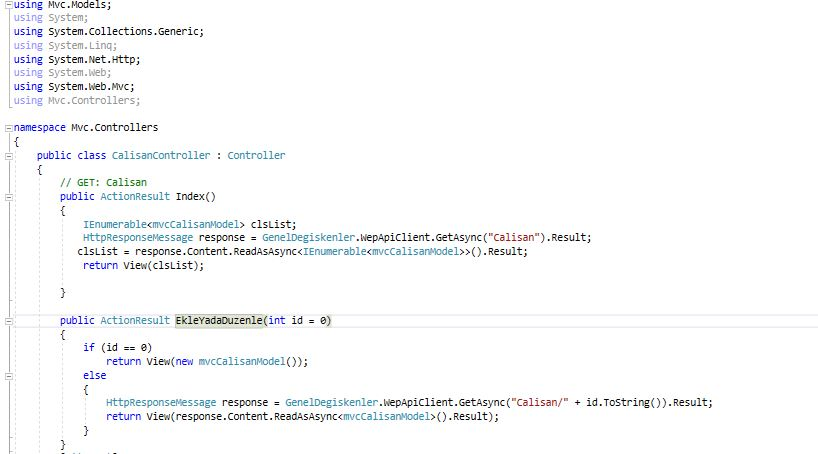 using Mvc.Models;
using System;
using System.Collections.Generic;
using System.Linq;
using System.Net.Http;
using System.Web;
using System.Web.Mvc;
using Mvc.Controllers;
namespace Mvc.Controllers
{
public class CalisanController : Controller
{
// GET: Calisan
public ActionResult Index()
{
IEnumerable<mvcCalisanModel> clsList;
HttpResponseMessage response = GenelDegiskenler.WepApiClient.GetAsync("Calisan").Result;
clsList = response.Content.ReadAsAsync<IEnumerable<mvcCalisanModel>>().Result;
return View(clsList);
}
public ActionResult EkleYadaDuzenle(int id = 0)
{
if (id == 0)
return View(new mvcCalisanModel());
else
{
HttpResponseMessage response = GenelDegiskenler.WepApiClient.GetAsync("Calisan/" + id.ToString()).Result;
return View(response.Content.ReadAsAsync<mvcCalisanModel>().Result);
}
}